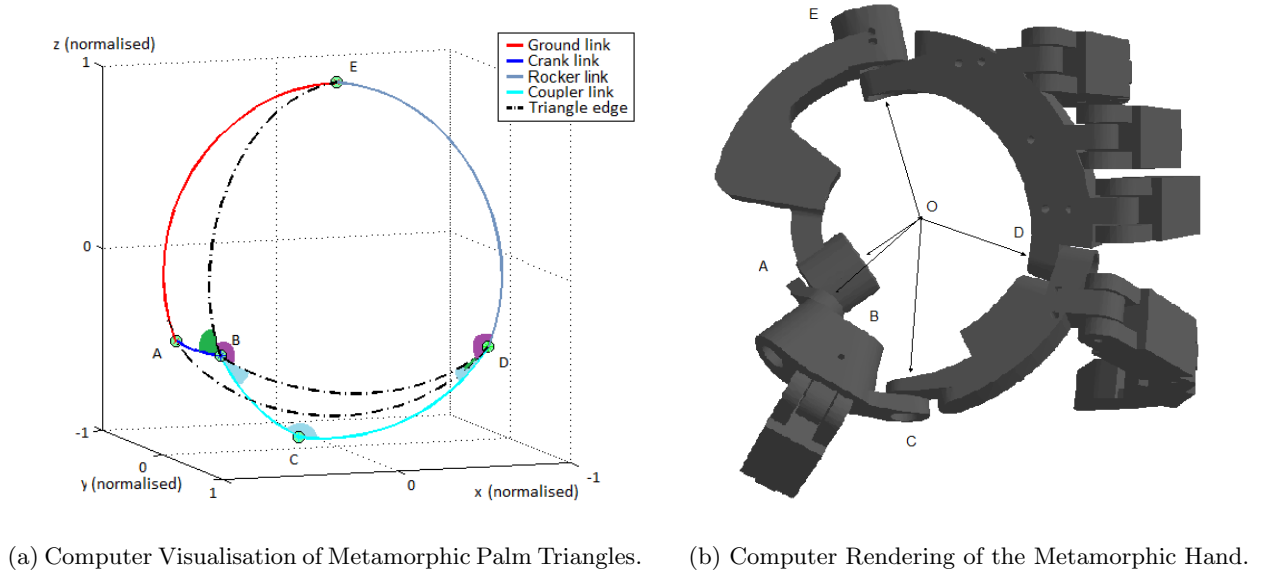 z (normalised)
1
E
Ground link
Crank link
Rocker link
Coupler link
Triangle edge
0
A
B
D
C
-1
0
y (normalised)
1
0
x (normalised)
-1
E
O
D
A
B
C
(a) Computer Visualisation of Metamorphic Palm Triangles.
(b) Computer Rendering of the Metamorphic Hand.